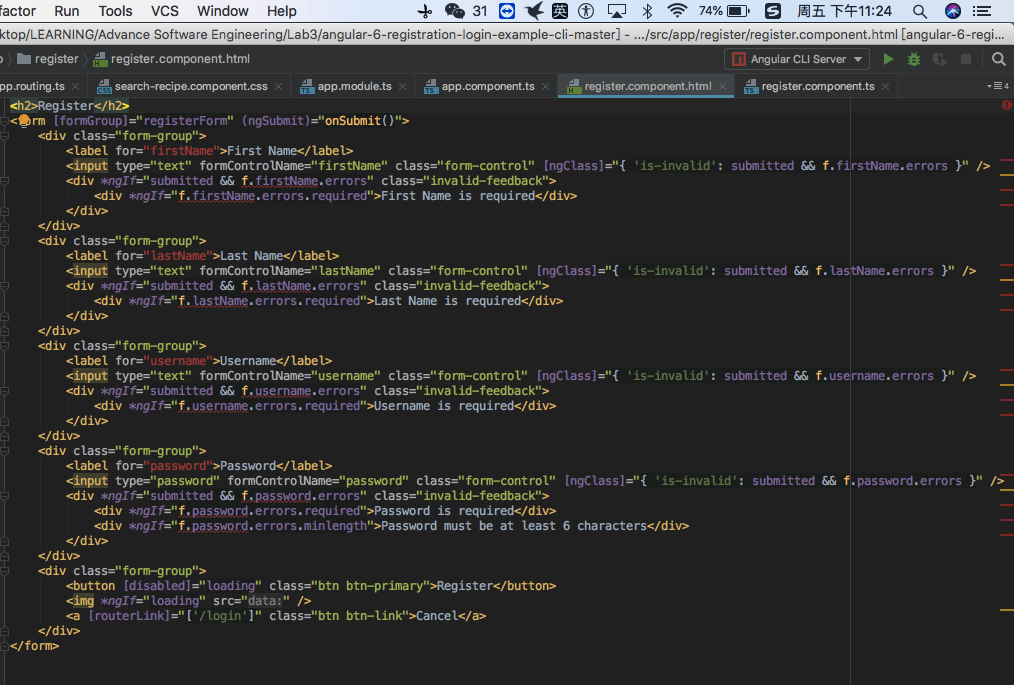 factor Run Tools VCS Window Help 31 英 74% S 周五 下午11:24
ktop/LEARNING/Advance Software Engineering/Lab3/angular-6-registration-login-example-cli-master] - .../src/app/register/register.component.html [angular-6-regi...
register register.component.html Angular CLI Server
pp.routing.ts search-recipe.component.css app.module.ts app.component.ts register.component.html register.component.ts 4
<h2>Register</h2>
[formGroup]="registerForm" (ngSubmit)="onSubmit()">
<div class="form-group">
<label for="firstName">First Name</label>
<input type="text" formControlName="firstName" class="form-control" [ngClass]="{ 'is-invalid': submitted && f.firstName.errors }" />
<div *ngIf="submitted && f.firstName.errors" class="invalid-feedback">
<div *ngIf="f.firstName.errors.required">First Name is required</div>
</div>
</div>
<div class="form-group">
<label for="lastName">Last Name</label>
<input type="text" formControlName="lastName" class="form-control" [ngClass]="{ 'is-invalid': submitted && f.lastName.errors }" />
<div *ngIf="submitted && f.lastName.errors" class="invalid-feedback">
<div *ngIf="f.lastName.errors.required">Last Name is required</div>
</div>
</div>
<div class="form-group">
<label for="username">Username</label>
<input type="text" formControlName="username" class="form-control" [ngClass]="{ 'is-invalid': submitted && f.username.errors }" />
<div *ngIf="submitted && f.username.errors" class="invalid-feedback">
<div *ngIf="f.username.errors.required">Username is required</div>
</div>
</div>
<div class="form-group">
<label for="password">Password</label>
<input type="password" formControlName="password" class="form-control" [ngClass]="{ 'is-invalid': submitted && f.password.errors }" />
<div *ngIf="submitted && f.password.errors" class="invalid-feedback">
<div *ngIf="f.password.errors.required">Password is required</div>
<div *ngIf="f.password.errors.minlength">Password must be at least 6 characters</div>
</div>
</div>
<div class="form-group">
<button [disabled]="loading" class="btn btn-primary">Register</button>
<img *ngIf="loading" src="data:" />
<a [routerLink]="['/login']" class="btn btn-link">Cancel</a>
</div>
</form>